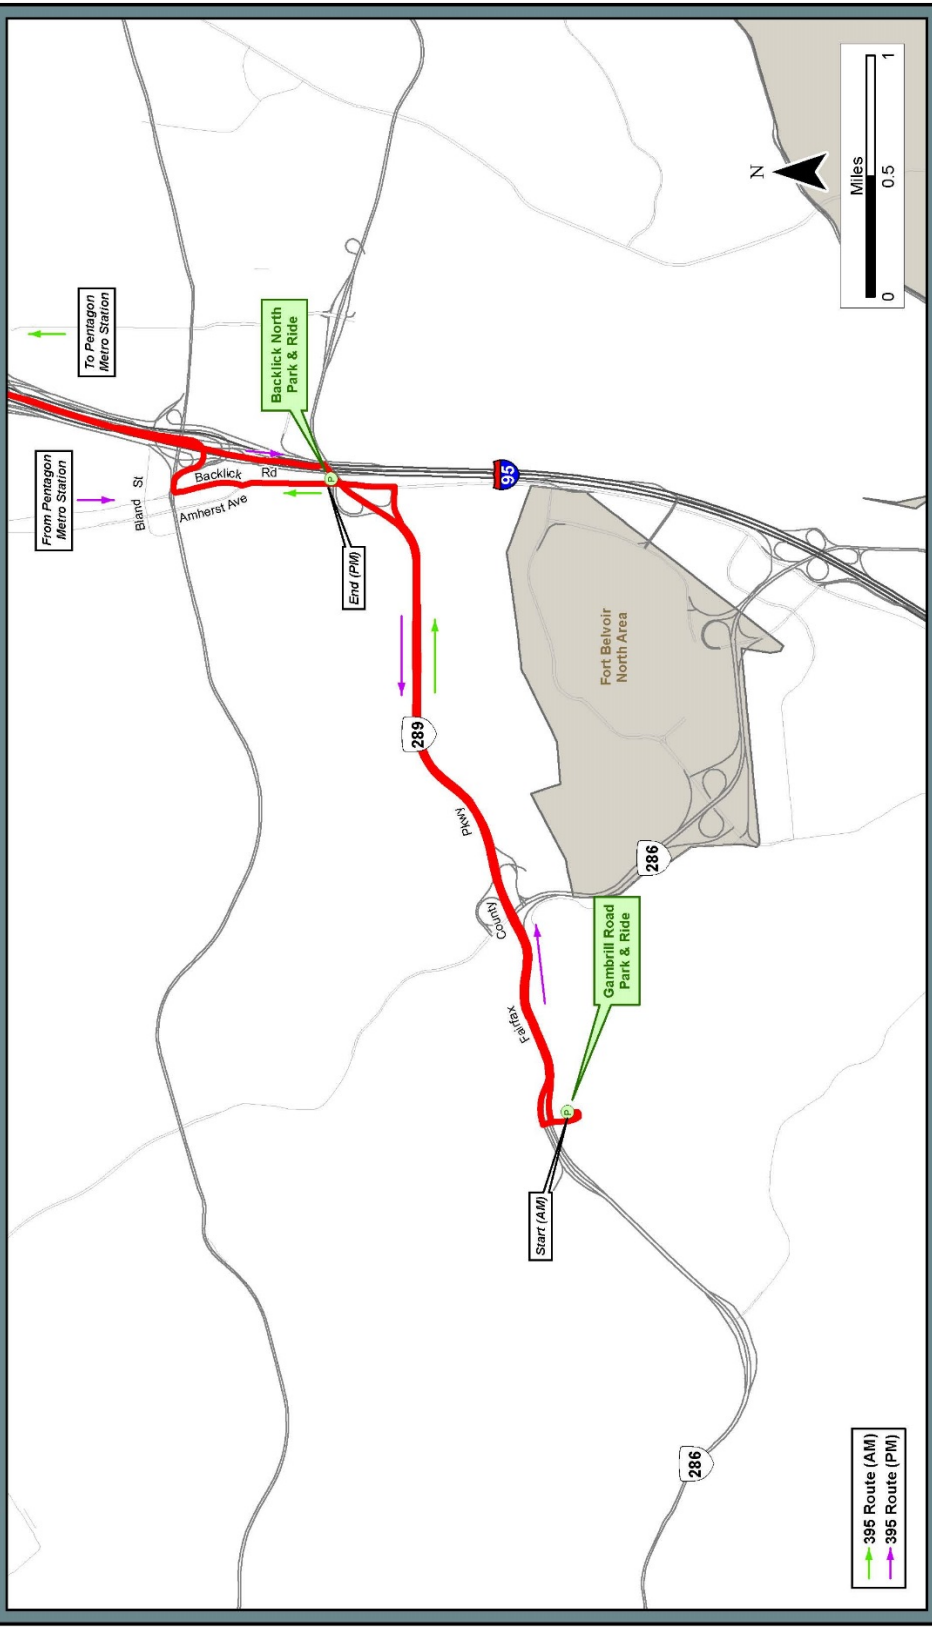 To Pentagon
Metro Station
From Pentagon
Metro Station
Bland St
Backlick Rd
Amherst Ave
Backlick North
Park & Ride
End (PM)
95
289
Fairfax County Pkwy
Fort Belvoir
North Area
286
Gambrill Road
Park & Ride
P
P
Start (AM)
286
N
Miles
0 0.5 1
395 Route (AM)
395 Route (PM)